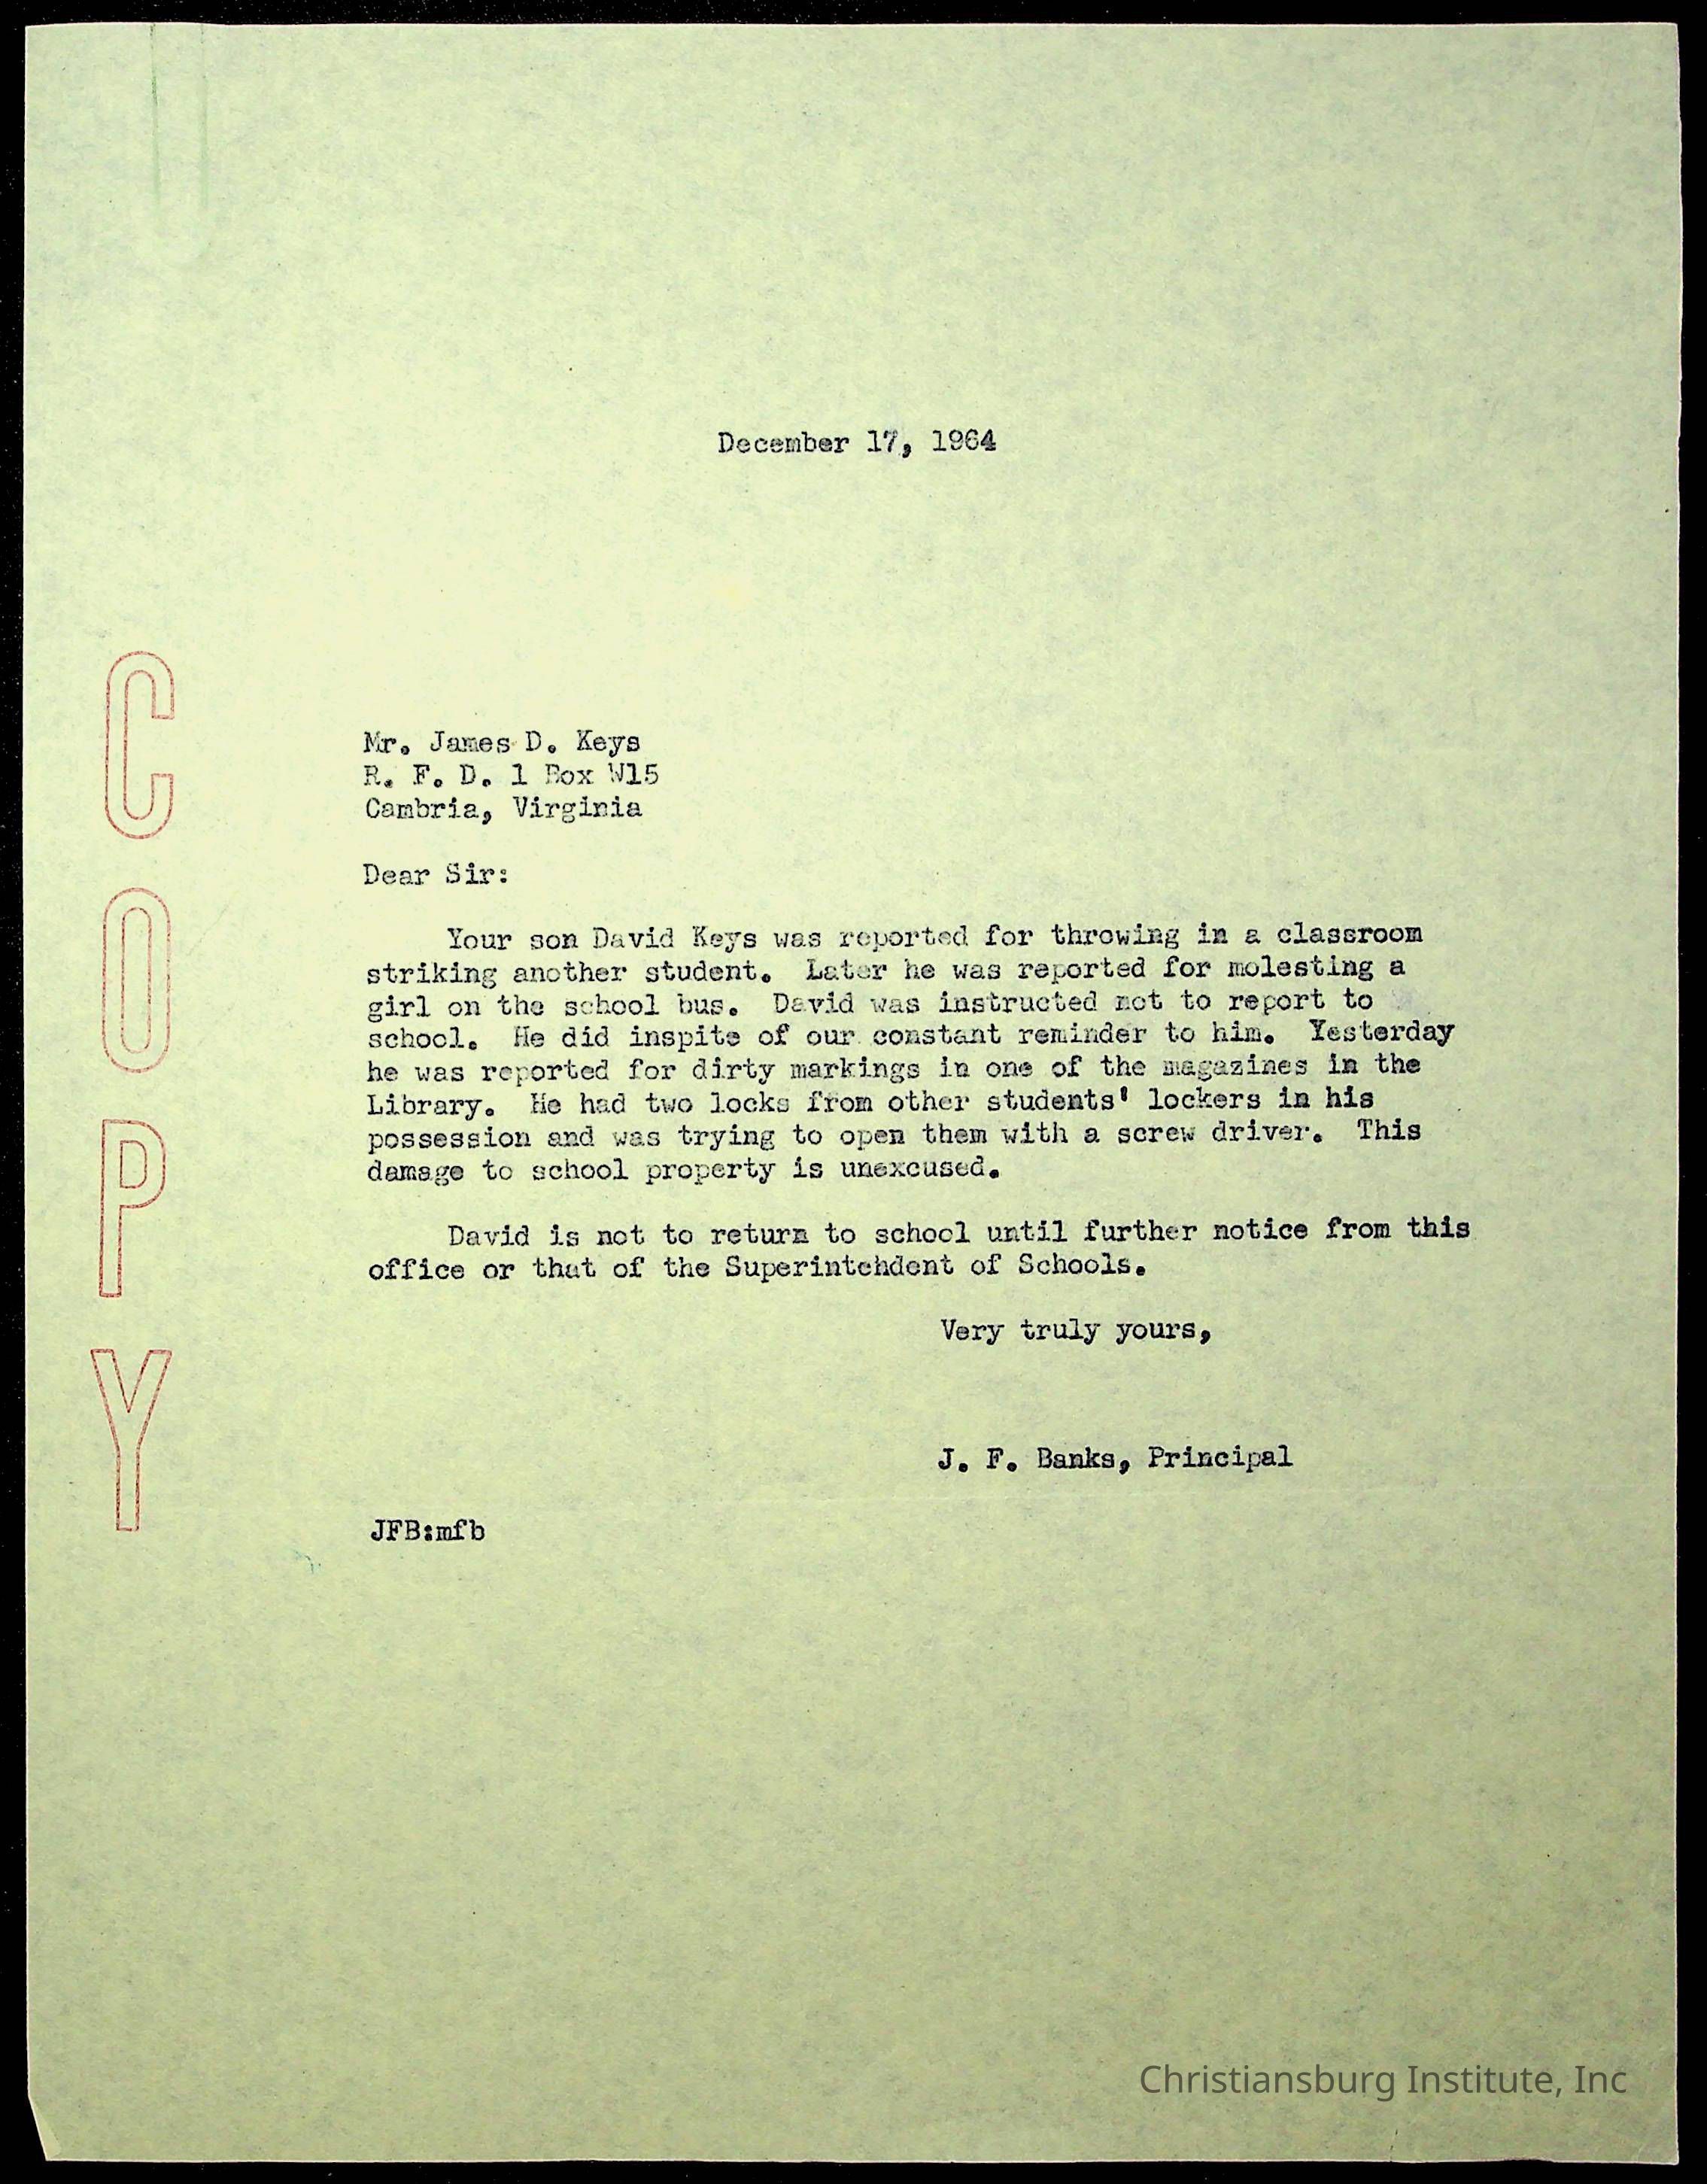 December 17, 1964
COPY
Mr. James D. Keys
R. F. D. 1 Box W15
Cambria, Virginia
Dear Sir:
Your son David Keys was reported for throwing in a classroom
striking another student. Later he was reported for molesting a
girl on the school bus. David was instructed not to report to
school. He did inspite of our constant reminder to him. Yesterday
he was reported for dirty markings in one of the magazines in the
Library. He had two locks from other students' lockers in his
possession and was trying to open them with a screw driver. This
damage to school property is unexcused.
David is not to return to school until further notice from this
office or that of the Superintehdent of Schools.
Very truly yours,
J. F. Banks, Principal
JFB:mfb
Christiansburg Institute, Inc